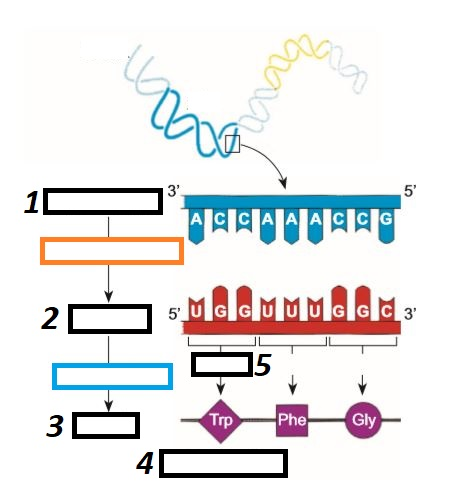 1 3’ 5’
A C C A A A C C G
2 5’ U G G U U U G G C 3’
5
3 Trp Phe Gly
4